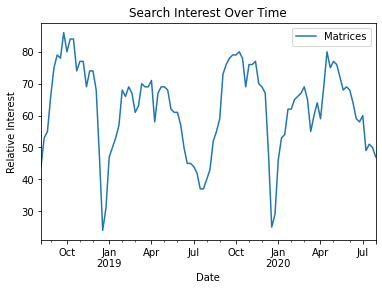 Search Interest Over Time
Matrices
Relative Interest
80
70
60
50
40
30
Oct Jan Apr Jul Oct Jan Apr Jul
2019 2020
Date